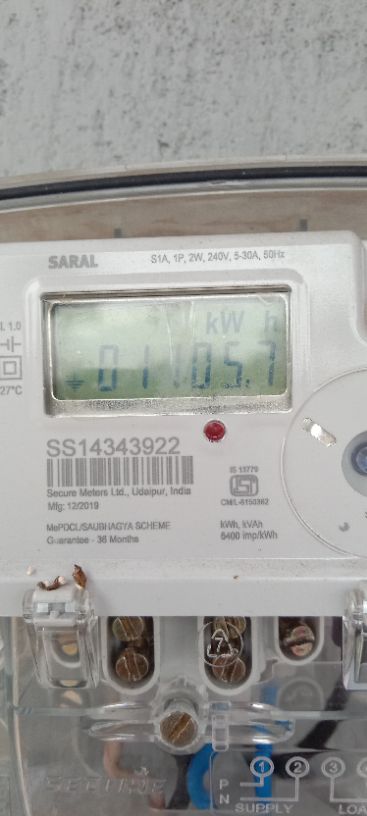 SARAL
S1A, 1P, 2W, 240V, 5-30A, 50Hz
kW h
01105.7
L 1.0
27°C
SS14343922
Secure Meters Ltd., Udaipur, India
Mfg: 12/2019
IS 13779
CM/L-5150362
MePDCL/SAUBHAGYA SCHEME
Guarantee - 36 Months
kWh, kVAh
6400 imp/kWh
SECURE
P
N
1 2 3
SUPPLY
LOA